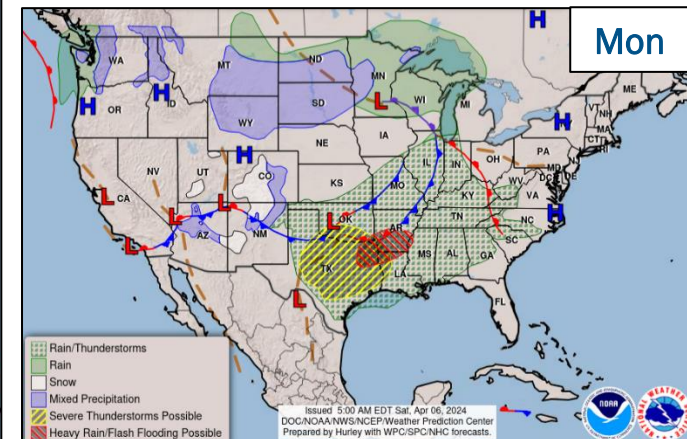 Mon
H
WA
MT
ND
MN
ME
L
WI
MI
VT
NH
H
OR
H
ID
SD
H
MA
WY
CT
RI
IA
PA
NE
OH
H
IL
IN
MD
NV
UT
CO
DC
DE
WV
L
CA
KS
MO
KY
VA
L
L
L
OK
TN
NC
H
AZ
NM
AR
SC
L
TX
MS
AL
GA
LA
L
FL
Rain/Thunderstorms
Rain
Snow
Mixed Precipitation
Severe Thunderstorms Possible
Heavy Rain/Flash Flooding Possible
Issued 5:00 AM EDT Sat, Apr 06, 2024
DOC/NOAA/NWS/NCEP/Weather Prediction Center
Prepared by Hurley with WPC/SPC/NHC forecasts.
NOAA
NATIONAL WEATHER